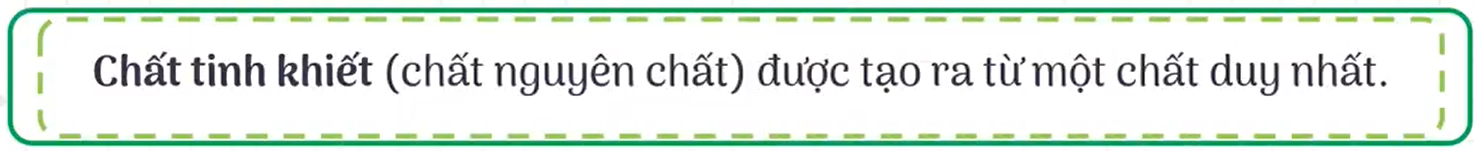 Chất tinh khiết (chất nguyên chất) được tạo ra từ một chất duy nhất.